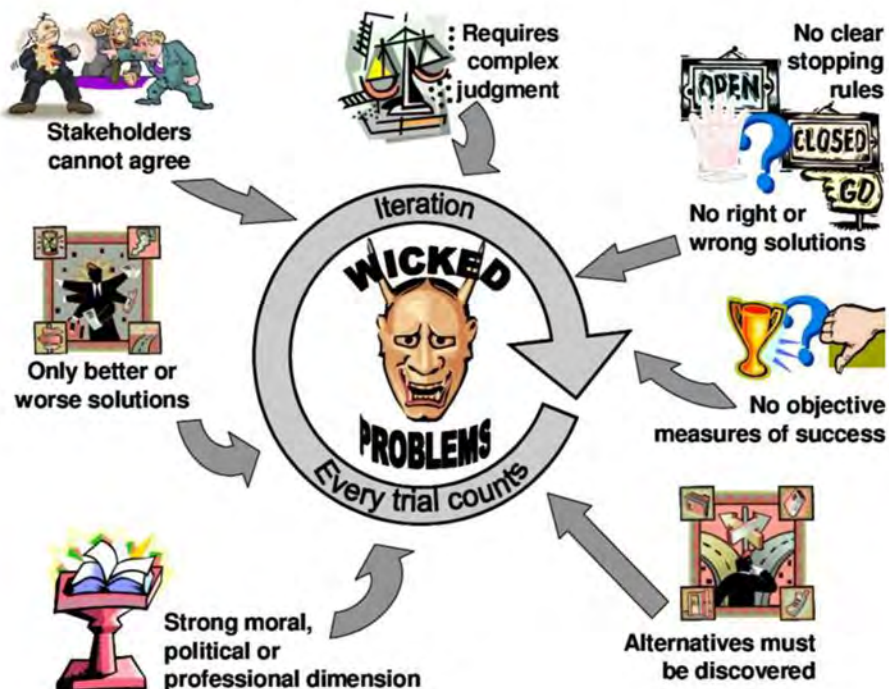 Stakeholders
cannot agree
Requires
complex
judgment
No clear
stopping
rules
OPEN
CLOSED
GO
No right or
wrong solutions
Iteration
WICKED
PROBLEMS
Every trial counts
Only better or
worse solutions
No objective
measures of success
Strong moral,
political or
professional dimension
Alternatives must
be discovered